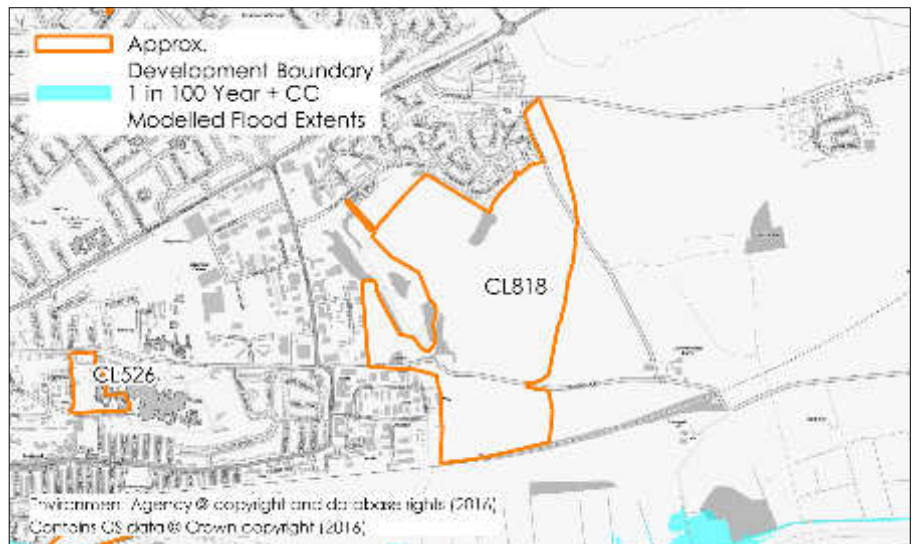 Approx.
Development Boundary
1 in 100 Year + CC
Modelled Flood Extents
CL818
CL526
Environment Agency @ copyright and database rights (2016)
Contains OS data @ Crown copyright (2016)